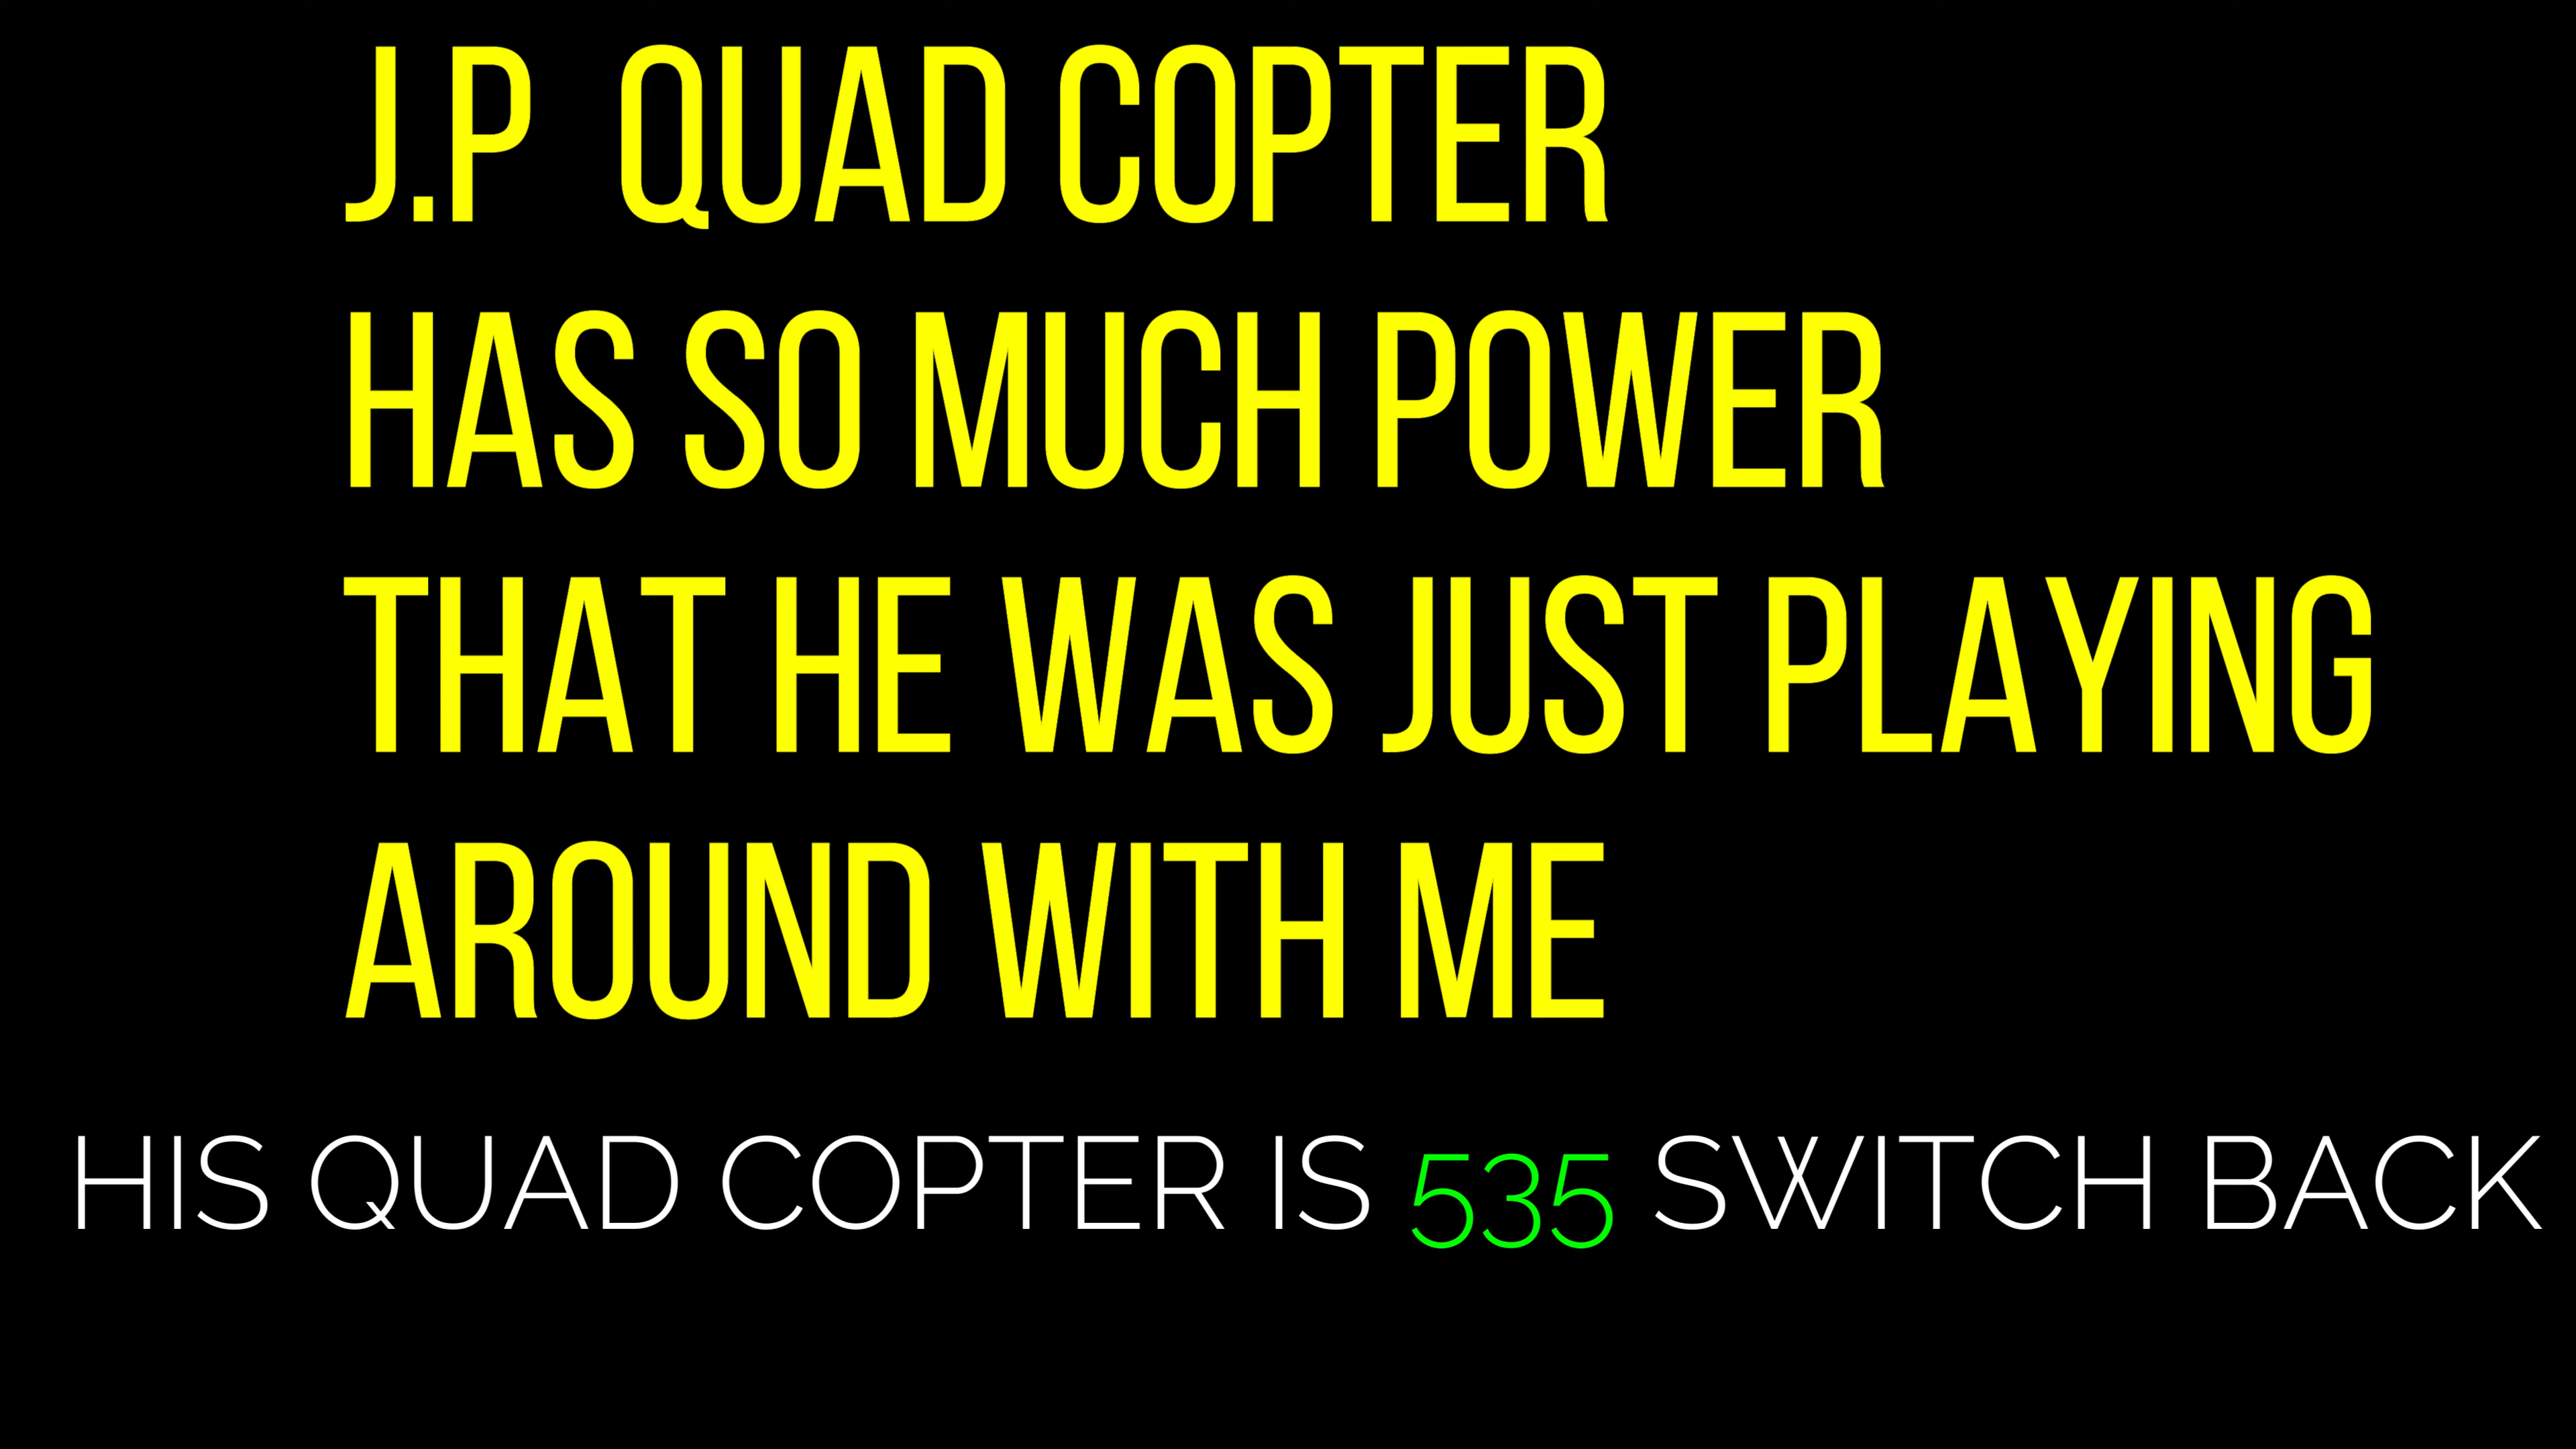 J.P QUAD COPTER
HAS SO MUCH POWER
THAT HE WAS JUST PLAYING
AROUND WITH ME
HIS QUAD COPTER IS 535 SWITCH BACK